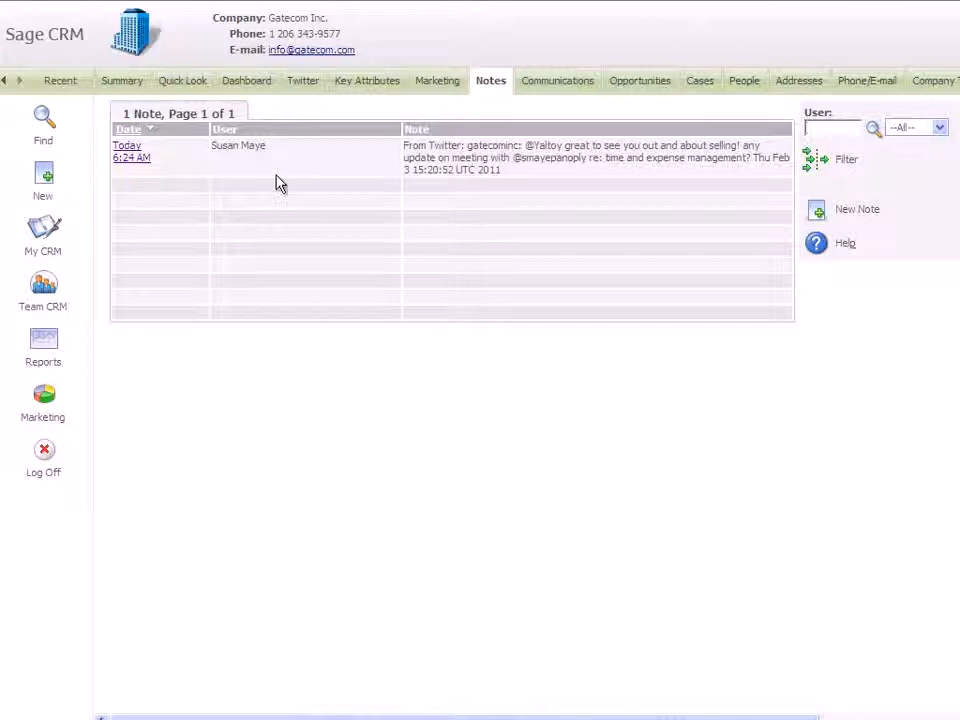 Sage CRM
Company: Gatecom Inc.
Phone: 1 206 343-9577
E-mail: info@gatecom.com
Recent Summary Quick Look Dashboard Twitter Key Attributes Marketing Notes Communications Opportunities Cases People Addresses Phone/E-mail Company T
Find
New
My CRM
Team CRM
Reports
Marketing
Log Off
1 Note, Page 1 of 1
Date User Note
Today
6:24 AM
Susan Maye
From Twitter: gatecominc: @Yaltoy great to see you out and about selling! any
update on meeting with @smayepanoply re: time and expense management? Thu Feb
3 15:20:52 UTC 2011
User:
--All--
Filter
New Note
Help